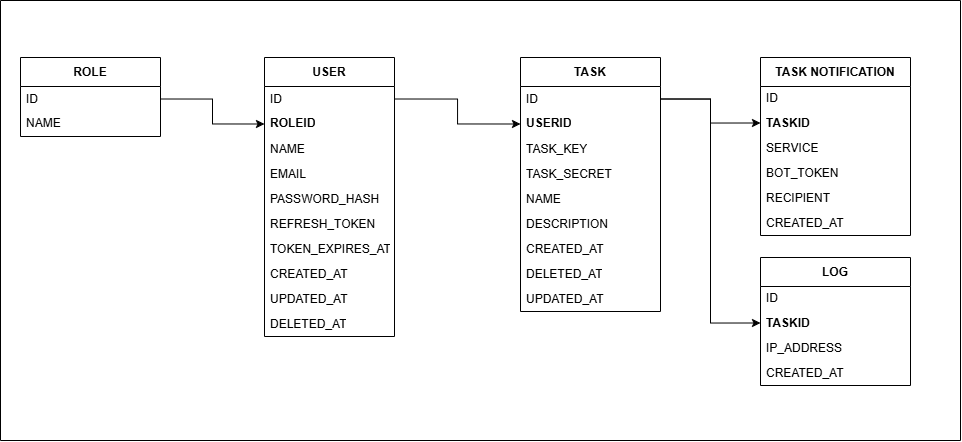 ROLE
ID
NAME
USER
ID
ROLEID
NAME
EMAIL
PASSWORD_HASH
REFRESH_TOKEN
TOKEN_EXPIRES_AT
CREATED_AT
UPDATED_AT
DELETED_AT
TASK
ID
USERID
TASK_KEY
TASK_SECRET
NAME
DESCRIPTION
CREATED_AT
DELETED_AT
UPDATED_AT
TASK NOTIFICATION
ID
TASKID
SERVICE
BOT_TOKEN
RECIPIENT
CREATED_AT
LOG
ID
TASKID
IP_ADDRESS
CREATED_AT